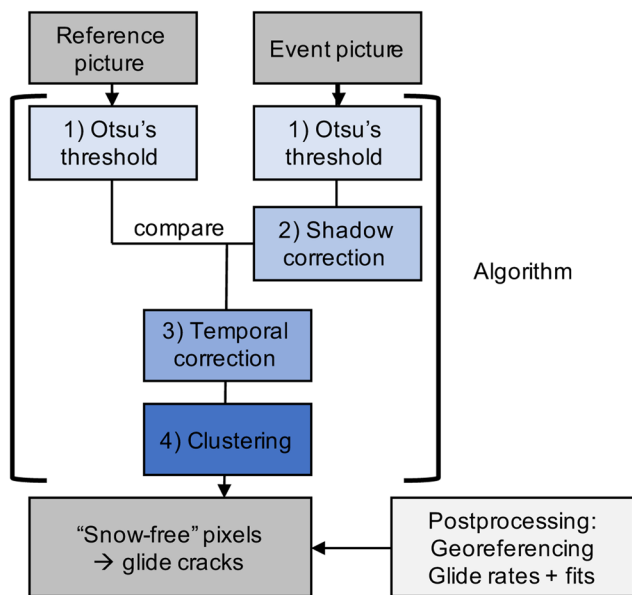 Reference
picture
Event picture
1) Otsu's
threshold
1) Otsu's
threshold
compare
2) Shadow
correction
Algorithm
3) Temporal
correction
4) Clustering
“Snow-free” pixels
→ glide cracks
Postprocessing:
Georeferencing
Glide rates + fits